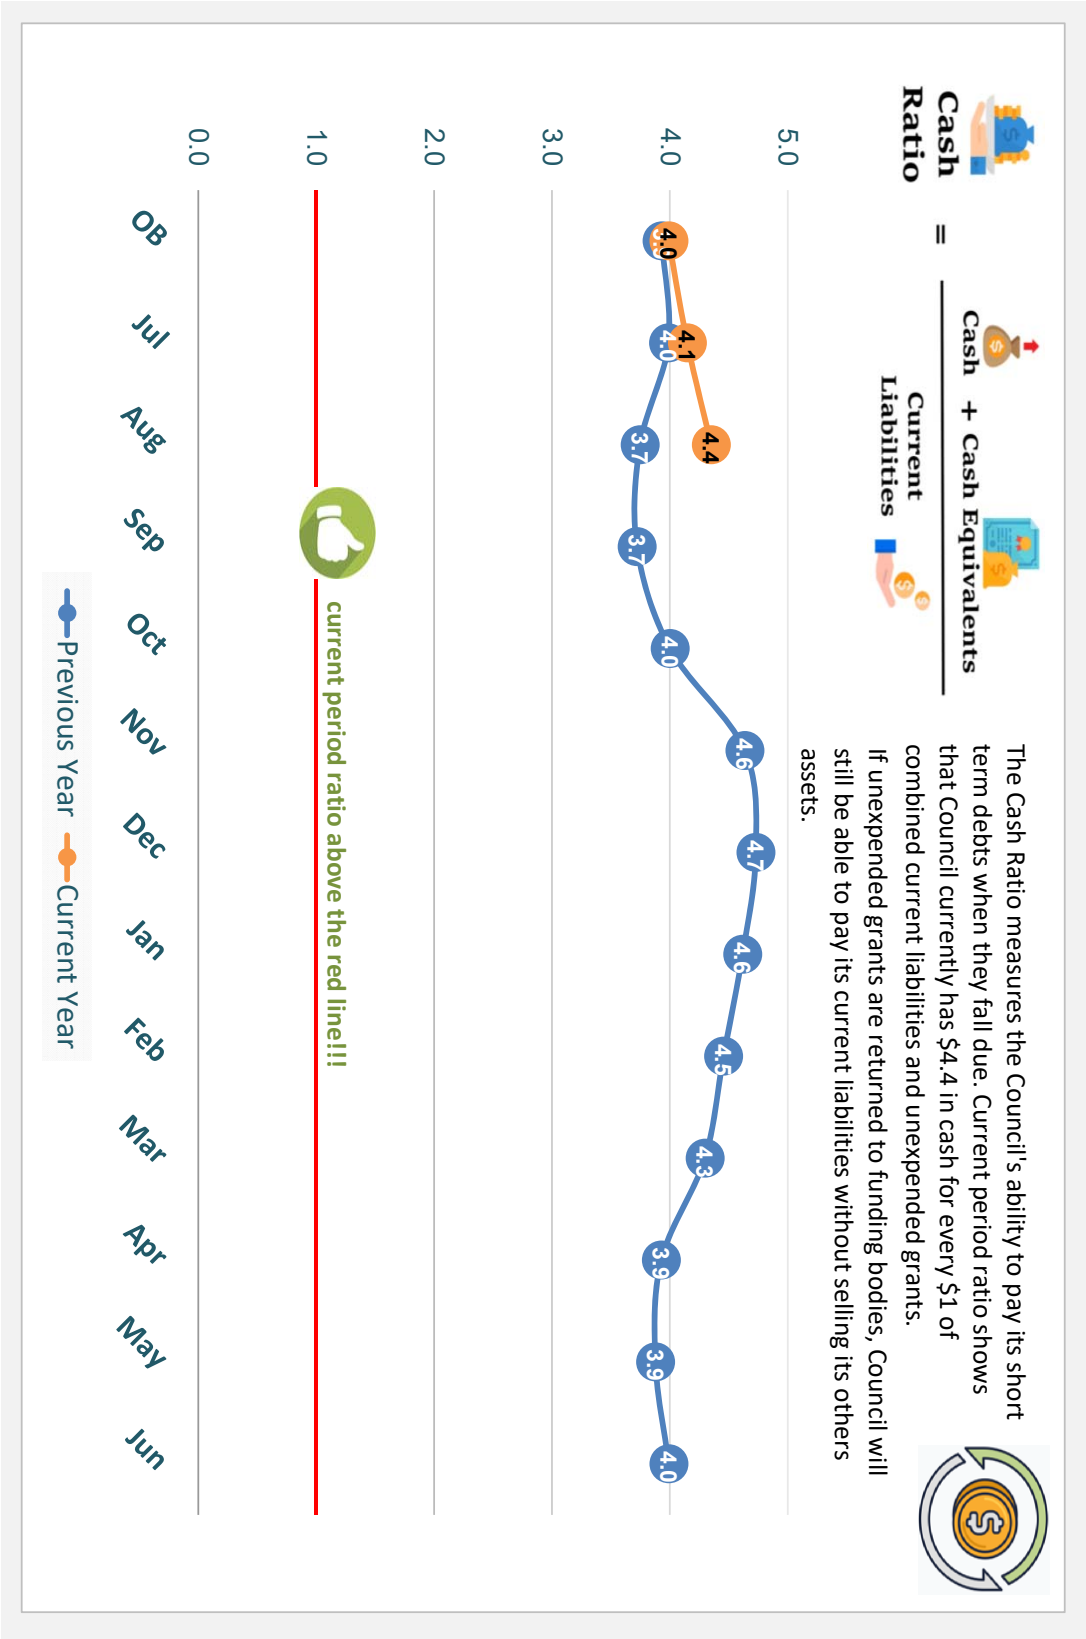 Cash
Ratio
=
Cash + Cash Equivalents
Current
Liabilities
The Cash Ratio measures the Council's ability to pay its short
term debts when they fall due. Current period ratio shows
that Council currently has $4.4 in cash for every $1 of
combined current liabilities and unexpended grants.
If unexpended grants are returned to funding bodies, Council will
still be able to pay its current liabilities without selling its others
assets.
5.0
4.0
3.0
2.0
1.0
0.0
4.0 4.1 4.4
4.0 3.7 3.7 4.0 4.6 4.7 4.6 4.5 4.3 3.9 3.9 4.0
current period ratio above the red line!!!
OB Jul Aug Sep Oct Nov Dec Jan Feb Mar Apr May Jun
Previous Year Current Year